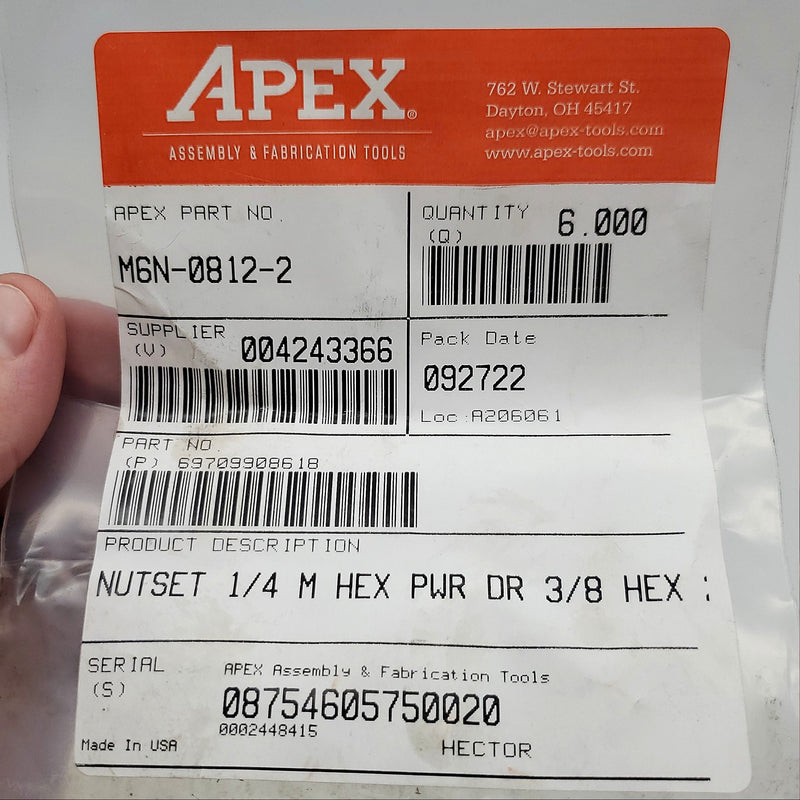 APEX®
ASSEMBLY & FABRICATION TOOLS
762 W. Stewart St.
Dayton, OH 45417
apex@apex-tools.com
www.apex-tools.com
APEX PART NO.
M6N-0812-2
QUANTITY
(Q)
6.000
SUPPLIER
(V)
004243366
Pack Date
092722
Loc:A206061
PART NO.
(P) 69709908618
PRODUCT DESCRIPTION
NUTSET 1/4 M HEX PWR DR 3/8 HEX
SERIAL
(S)
APEX Assembly & Fabrication Tools
08754605750020
0002448415
Made In USA
HECTOR